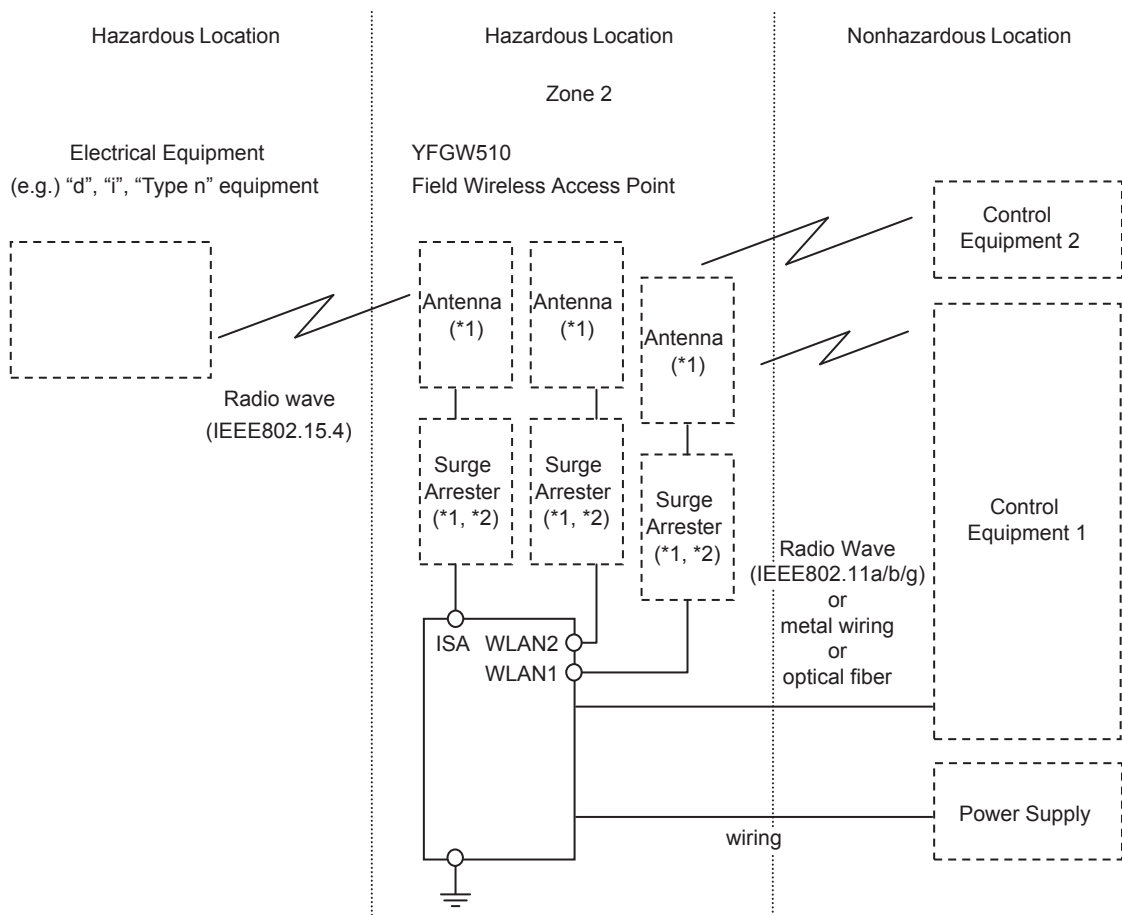 Hazardous Location
Hazardous Location
Nonhazardous Location
Zone 2
Electrical Equipment
(e.g.) “d”, “i”, “Type n” equipment
YFGW510
Field Wireless Access Point
Control
Equipment 2
Antenna
(*1)
Antenna
(*1)
Antenna
(*1)
Radio wave
(IEEE802.15.4)
Surge
Arrester
(*1, *2)
Surge
Arrester
(*1, *2)
Surge
Arrester
(*1, *2)
Control
Equipment 1
Radio Wave
(IEEE802.11a/b/g)
or
metal wiring
or
optical fiber
ISA
WLAN2
WLAN1
Power Supply
wiring